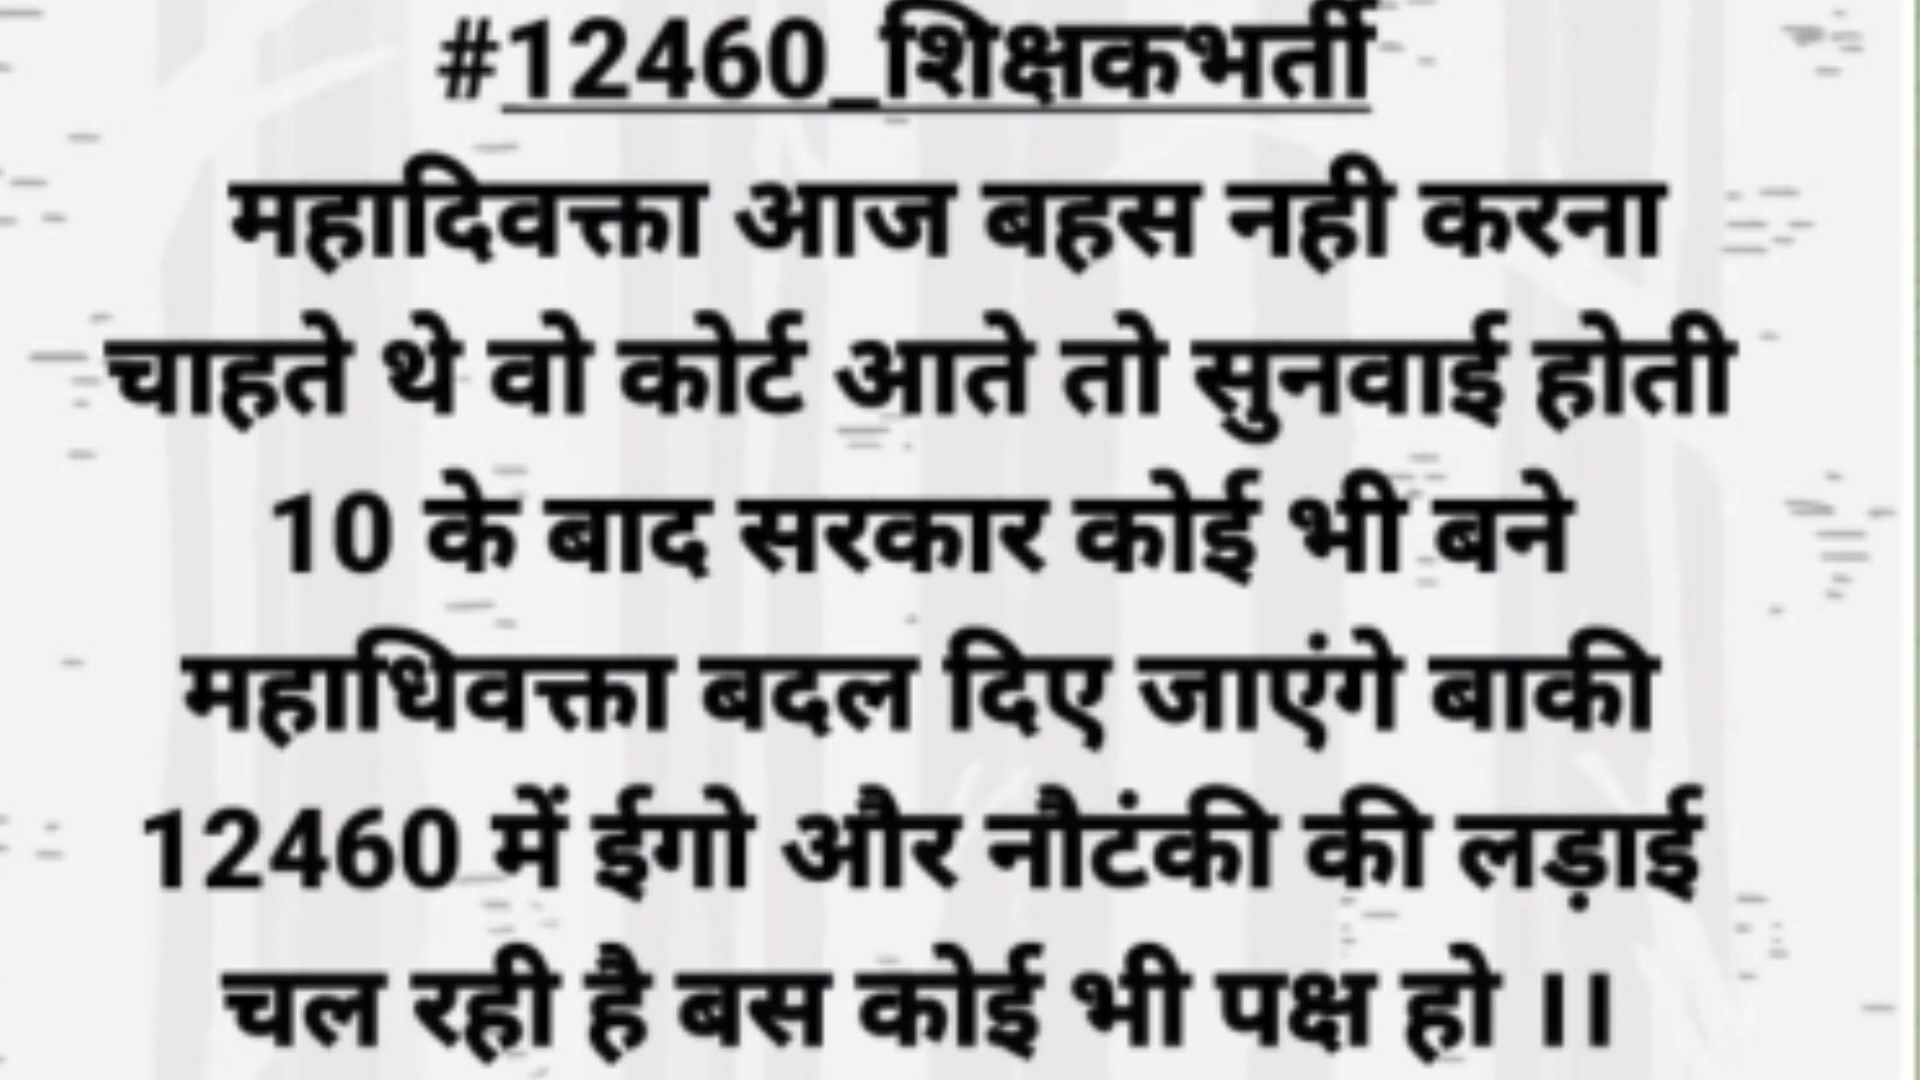 #12460_शिक्षकभर्ती
महादिवक्ता आज बहस नही करना
चाहते थे वो कोर्ट आते तो सुनवाई होती
10 के बाद सरकार कोई भी बने
महाधिवक्ता बदल दिए जाएंगे बाकी
12460 में ईगो और नौटंकी की लड़ाई
चल रही है बस कोई भी पक्ष हो ।।